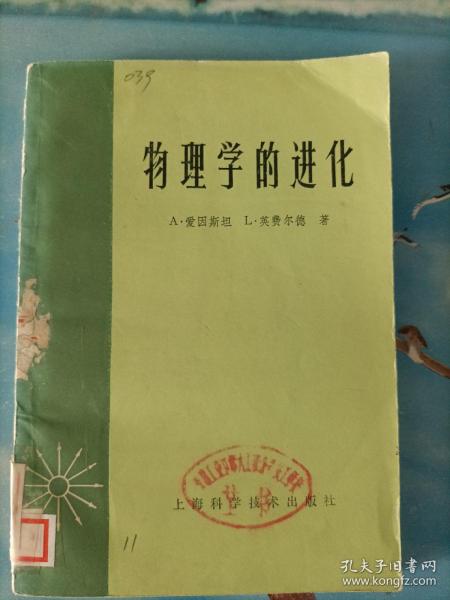 039
物理学的进化
A·爱因斯坦 L·英费尔德 著
上海科学技术出版社
11
孔夫子旧书网
www.kongfz.com